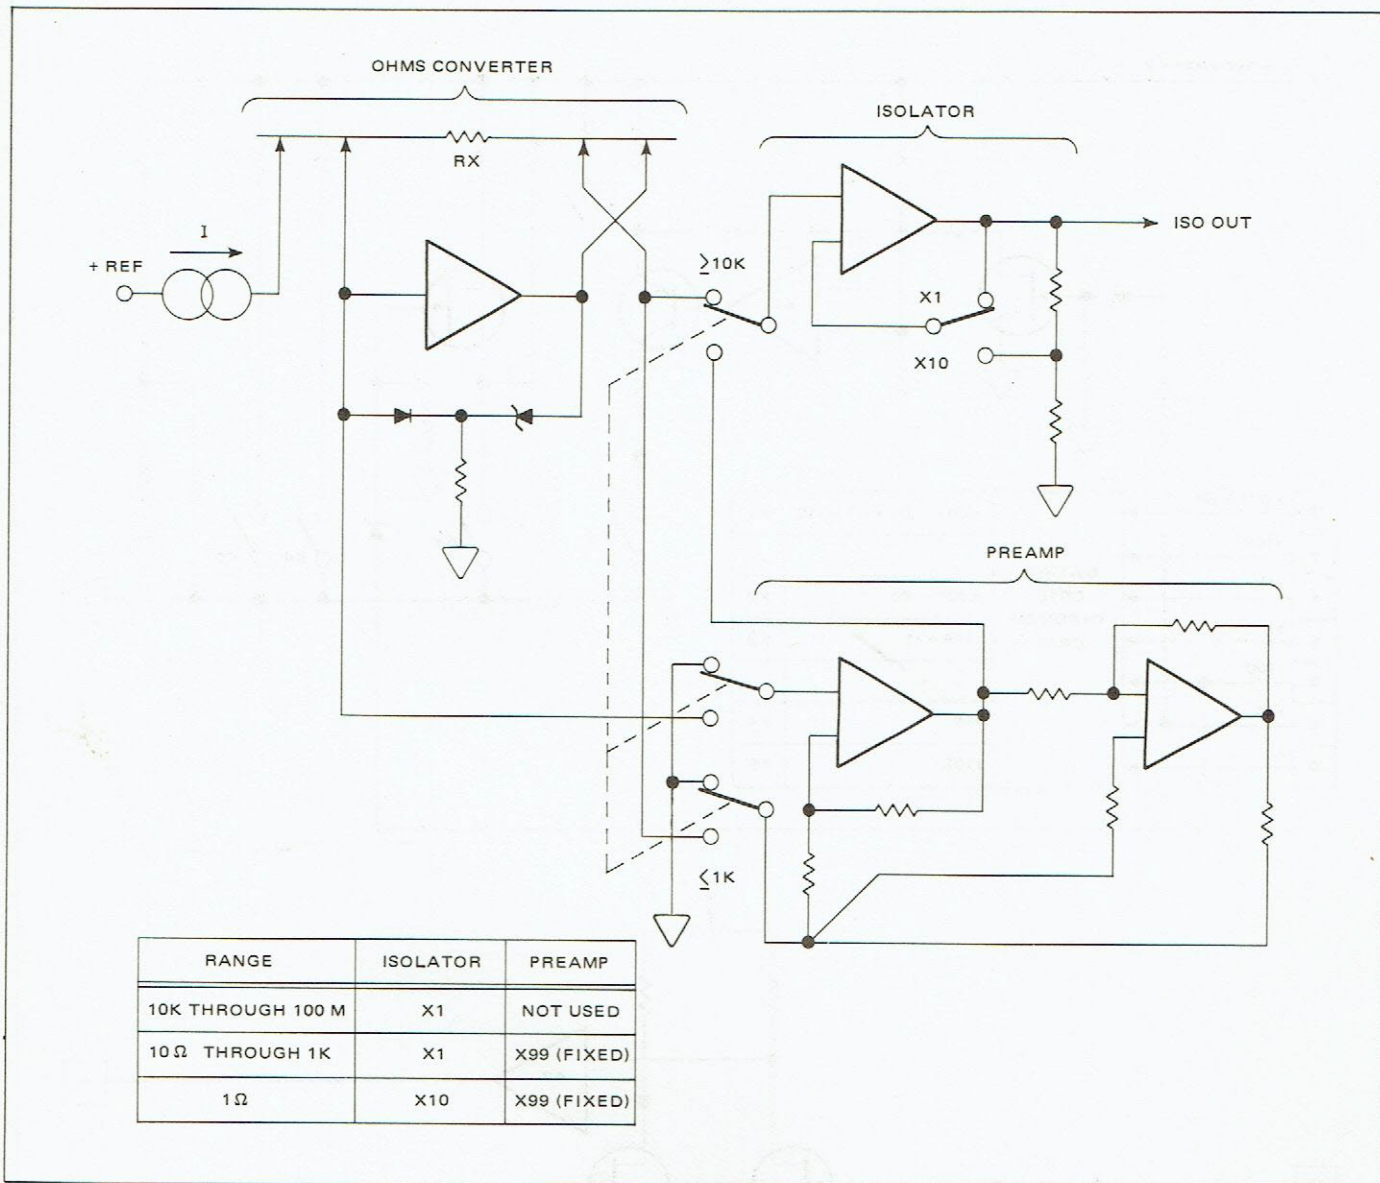 OHMS CONVERTER
ISOLATOR
RX
I
+ REF
ISO OUT
≥10K
X1
X10
PREAMP
≤1K
RANGE ISOLATOR PREAMP
10K THROUGH 100 M X1 NOT USED
10Ω THROUGH 1K X1 X99 (FIXED)
1Ω X10 X99 (FIXED)